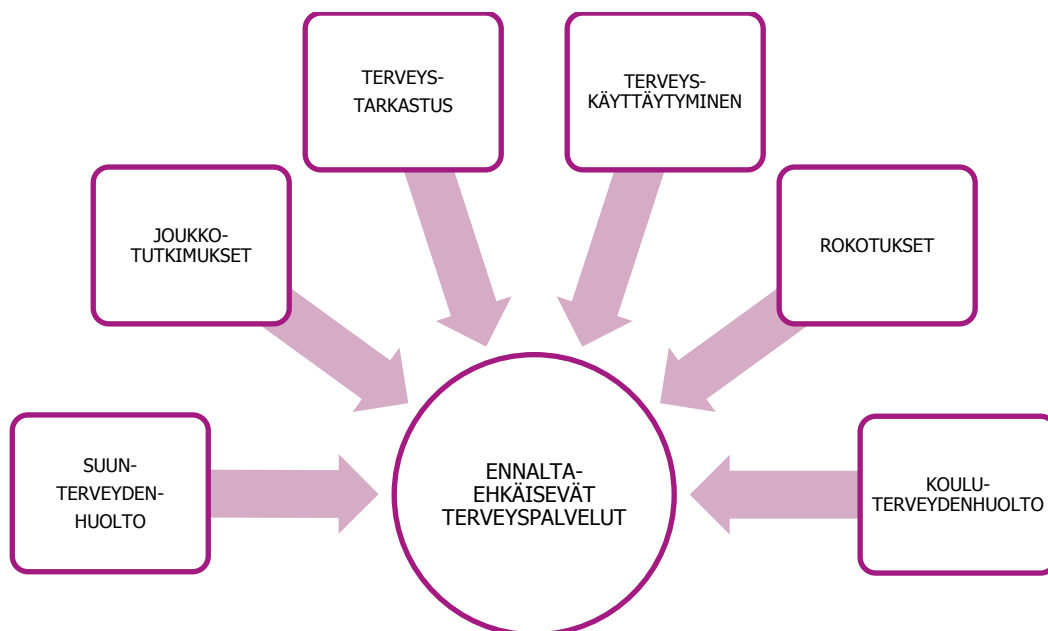 TERVEYS-
TARKASTUS
TERVEYS-
KÄYTTÄYTYMINEN
JOUKKO-
TUTKIMUKSET
ROKOTUKSET
SUUN-
TERVEYDEN-
HUOLTO
ENNALTA-
EHKÄISEVÄT
TERVEYSPALVELUT
KOULU-
TERVEYDENHUOLTO